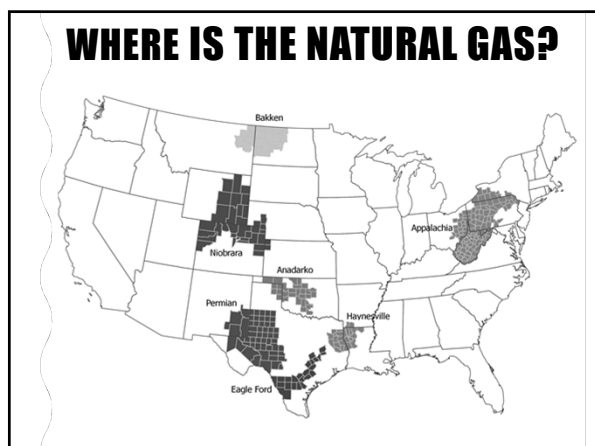 WHERE IS THE NATURAL GAS?
Bakken
Appalachia
Niobrara
Anadarko
Permian
Haynesville
Eagle Ford